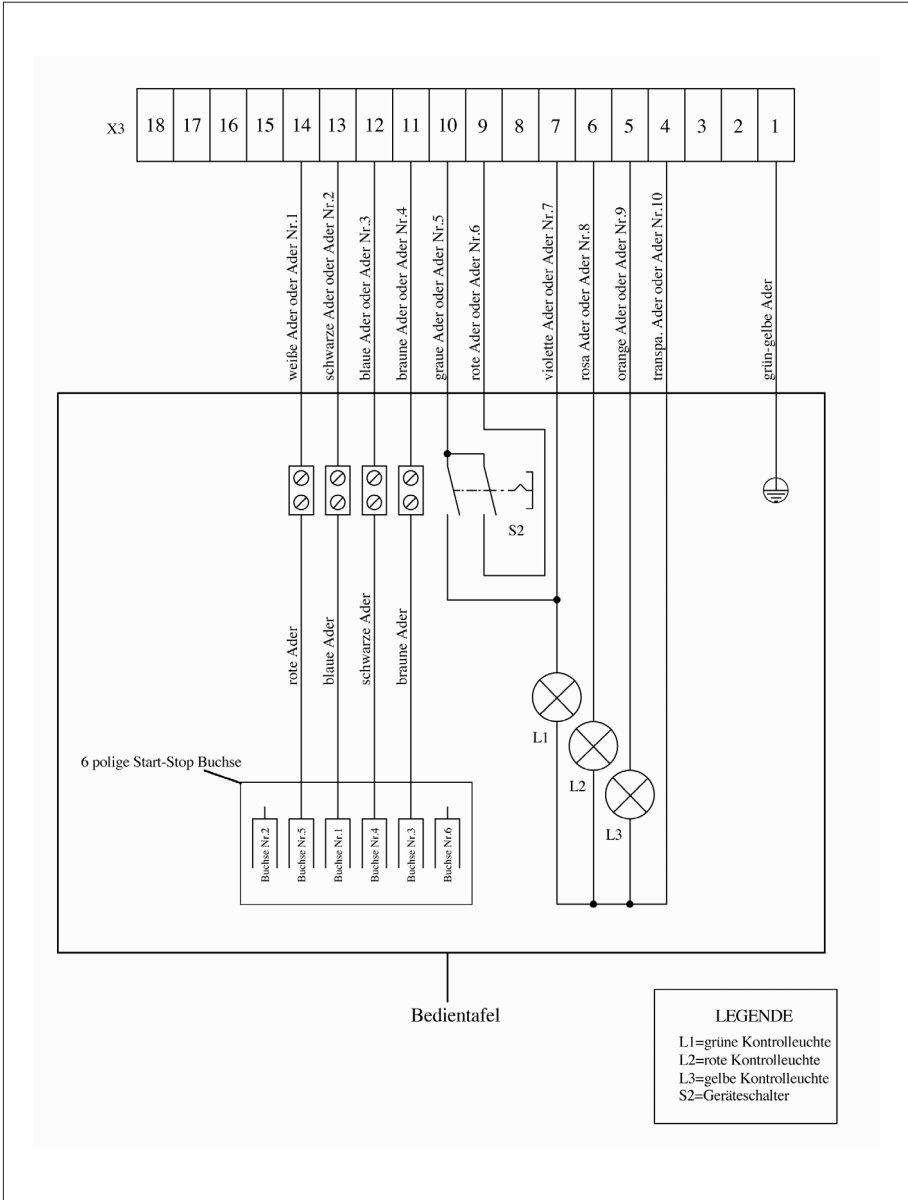 X3
18
17
16
15
14
13
12
11
10
9
8
7
6
5
4
3
2
1
weiße Ader oder Ader Nr.1
schwarze Ader oder Ader Nr.2
blaue Ader oder Ader Nr.3
braune Ader oder Ader Nr.4
graue Ader oder Ader Nr.5
rote Ader oder Ader Nr.6
violette Ader oder Ader Nr.7
rosa Ader oder Ader Nr.8
orange Ader oder Ader Nr.9
transpa. Ader oder Ader Nr.10
grün-gelbe Ader
S2
rote Ader
blaue Ader
schwarze Ader
braune Ader
L1
L2
L3
6 polige Start-Stop Buchse
Buchse Nr.2
Buchse Nr.5
Buchse Nr.1
Buchse Nr.4
Buchse Nr.3
Buchse Nr.6
Bedientafel
LEGENDE
L1=grüne Kontrolleuchte
L2=rote Kontrolleuchte
L3=gelbe Kontrolleuchte
S2=Geräteschalter